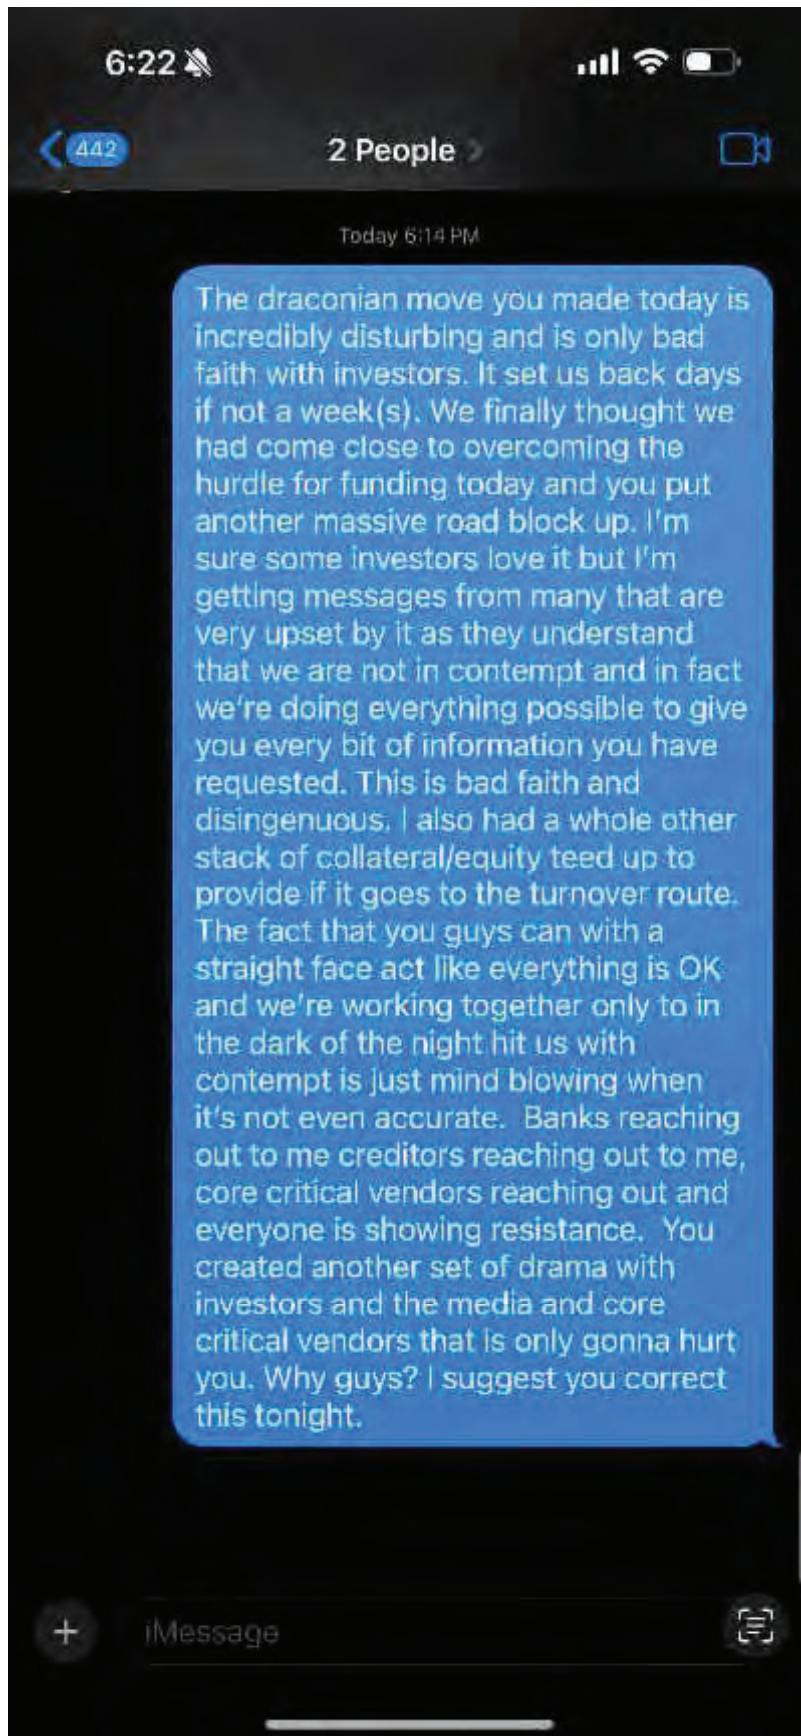 6:22
442
2 People
Today 6:14 PM
The draconian move you made today is
incredibly disturbing and is only bad
faith with investors. It set us back days
if not a week(s). We finally thought we
had come close to overcoming the
hurdle for funding today and you put
another massive road block up. I'm
sure some investors love it but I'm
getting messages from many that are
very upset by it as they understand
that we are not in contempt and in fact
we're doing everything possible to give
you every bit of information you have
requested. This is bad faith and
disingenuous. I also had a whole other
stack of collateral/equity teed up to
provide if it goes to the turnover route.
The fact that you guys can with a
straight face act like everything is OK
and we're working together only to in
the dark of the night hit us with
contempt is just mind blowing when
it's not even accurate.  Banks reaching
out to me creditors reaching out to me,
core critical vendors reaching out and
everyone is showing resistance.  You
created another set of drama with
investors and the media and core
critical vendors that is only gonna hurt
you. Why guys? I suggest you correct
this tonight.
iMessage